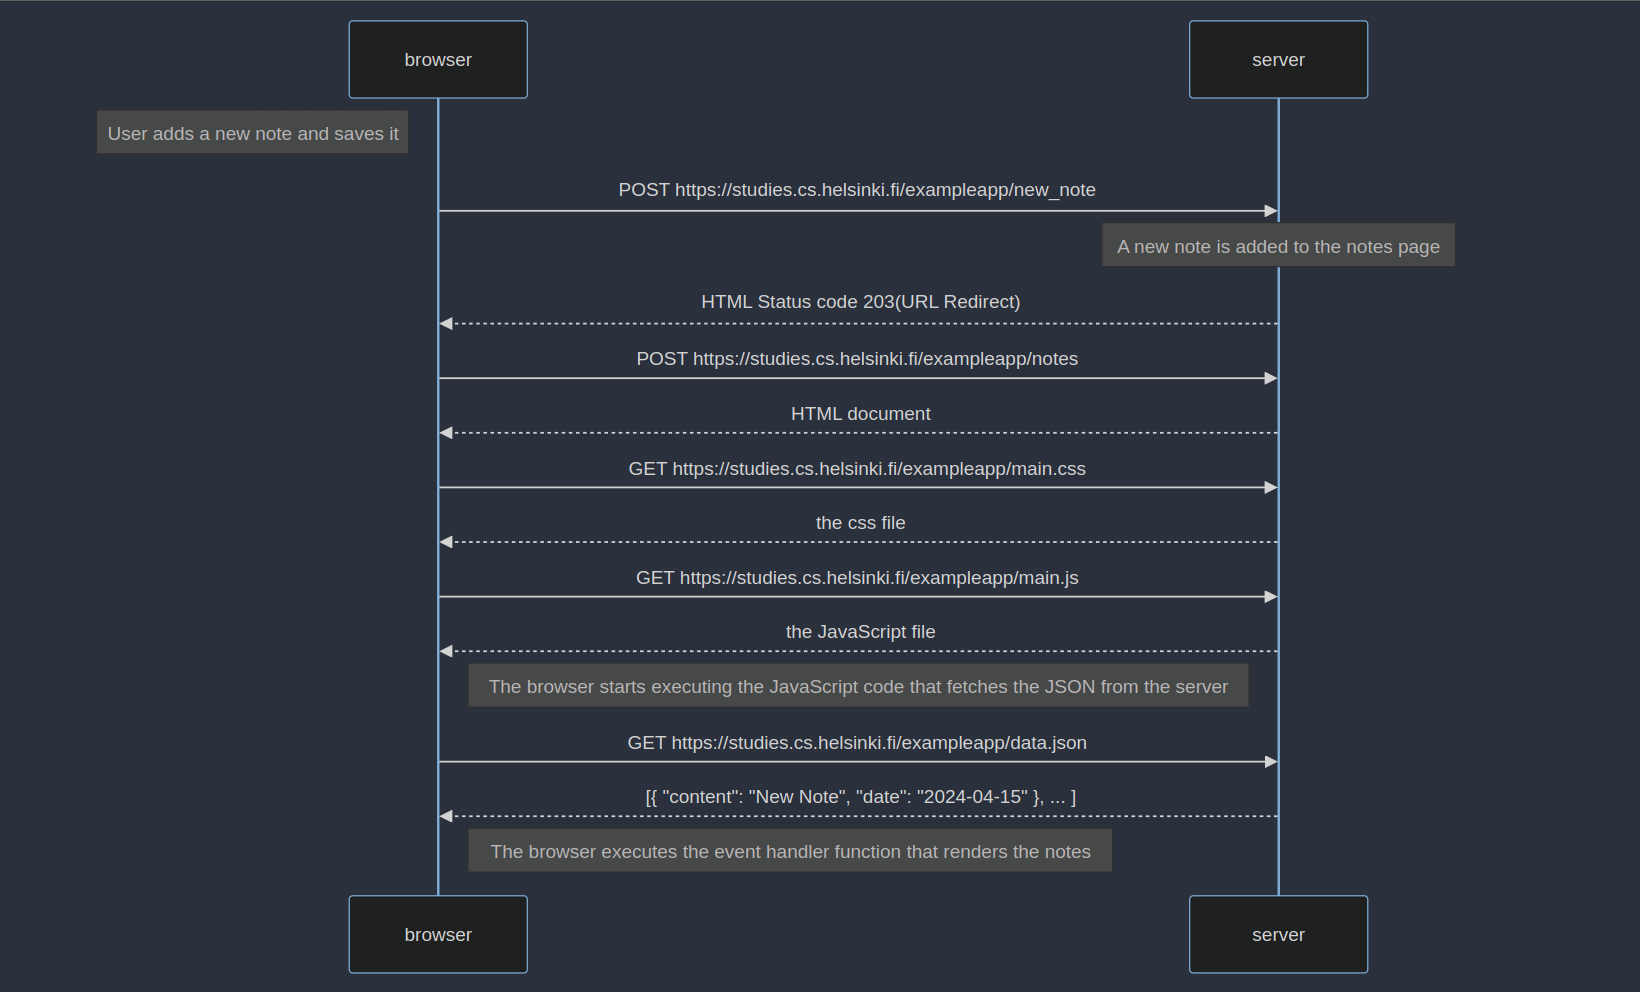 browser
server
User adds a new note and saves it
POST https://studies.cs.helsinki.fi/exampleapp/new_note
A new note is added to the notes page
HTML Status code 203(URL Redirect)
POST https://studies.cs.helsinki.fi/exampleapp/notes
HTML document
GET https://studies.cs.helsinki.fi/exampleapp/main.css
the css file
GET https://studies.cs.helsinki.fi/exampleapp/main.js
the JavaScript file
The browser starts executing the JavaScript code that fetches the JSON from the server
GET https://studies.cs.helsinki.fi/exampleapp/data.json
[{ "content": "New Note", "date": "2024-04-15" }, ... ]
The browser executes the event handler function that renders the notes
browser
server